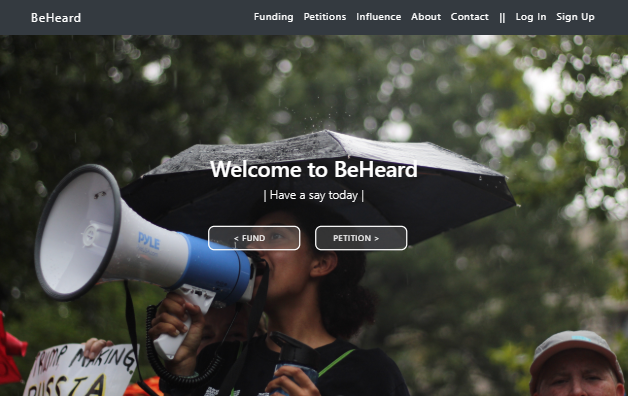 BeHeard
Funding Petitions Influence About Contact || Log In Sign Up
Welcome to BeHeard
| Have a say today |
< FUND
PETITION >
PYLE
TRUMP MAKING
RUSSIA